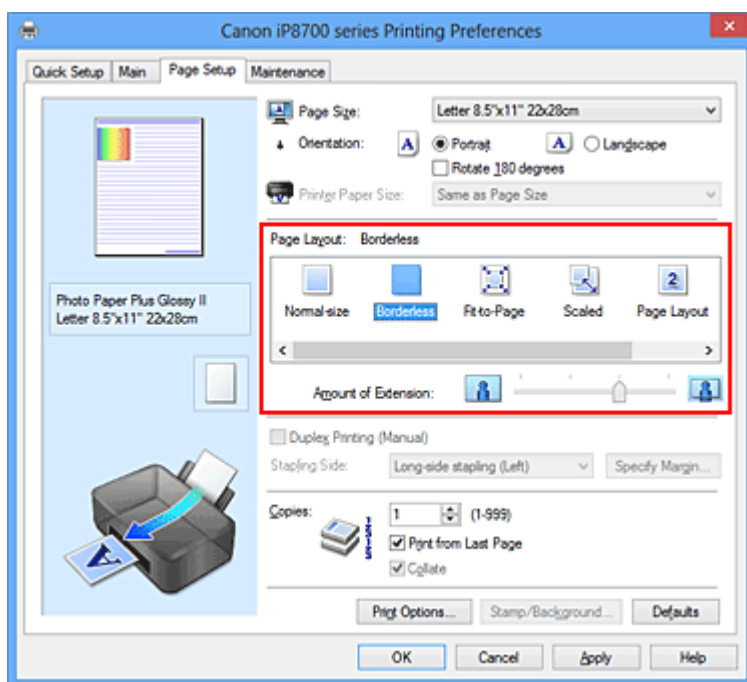 Canon iP8700 series Printing Preferences
Quick Setup Main Page Setup Maintenance
Page Size: Letter 8.5"x11" 22x28cm
Orientation: A Portrait A Landscape
Rotate 180 degrees
Printer Paper Size: Same as Page Size
Page Layout: Borderless
2
Normal-size Borderless Fit-to-Page Scaled Page Layout
Photo Paper Plus Glossy II
Letter 8.5"x11" 22x28cm
Amount of Extension:
Duplex Printing (Manual)
Stapling Side: Long-side stapling (Left) Specify Margin...
Copies: 1 (1-999)
Print from Last Page
Collate
A
Print Options... Stamp/Background... Defaults
OK Cancel Apply Help